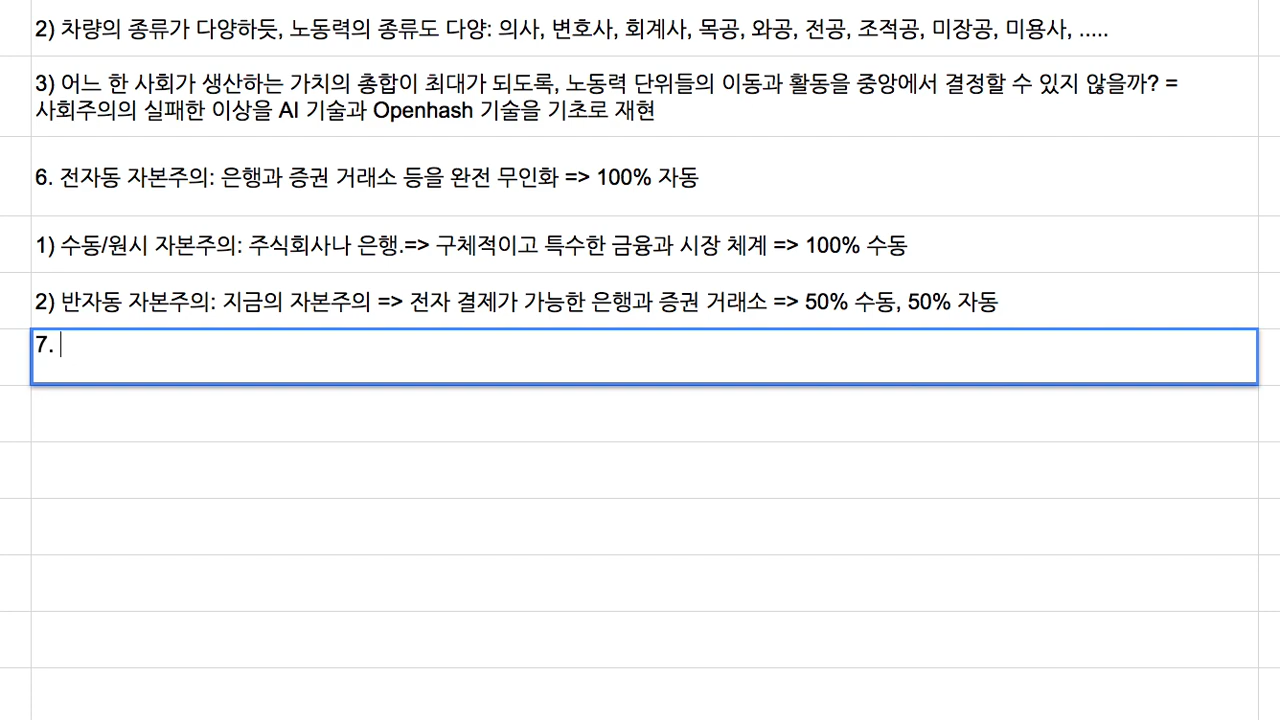 2) 차량의 종류가 다양하듯, 노동력의 종류도 다양: 의사, 변호사, 회계사, 목공, 와공, 전공, 조적공, 미장공, 미용사, .....
3) 어느 한 사회가 생산하는 가치의 총합이 최대가 되도록, 노동력 단위들의 이동과 활동을 중앙에서 결정할 수 있지 않을까? =
사회주의의 실패한 이상을 AI 기술과 Openhash 기술을 기초로 재현
6. 전자동 자본주의: 은행과 증권 거래소 등을 완전 무인화 => 100% 자동
1) 수동/원시 자본주의: 주식회사나 은행.=> 구체적이고 특수한 금융과 시장 체계 => 100% 수동
2) 반자동 자본주의: 지금의 자본주의 => 전자 결제가 가능한 은행과 증권 거래소 => 50% 수동, 50% 자동
7.